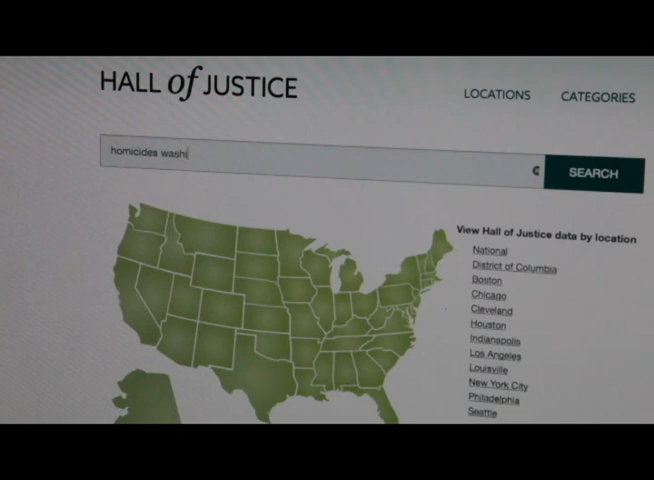 HALL of JUSTICE
LOCATIONS CATEGORIES
homicides washi
SEARCH
View Hall of Justice data by location
National
District of Columbia
Boston
Chicago
Cleveland
Houston
Indianapolis
Los Angeles
Louisville
New York City
Philadelphia
Seattle